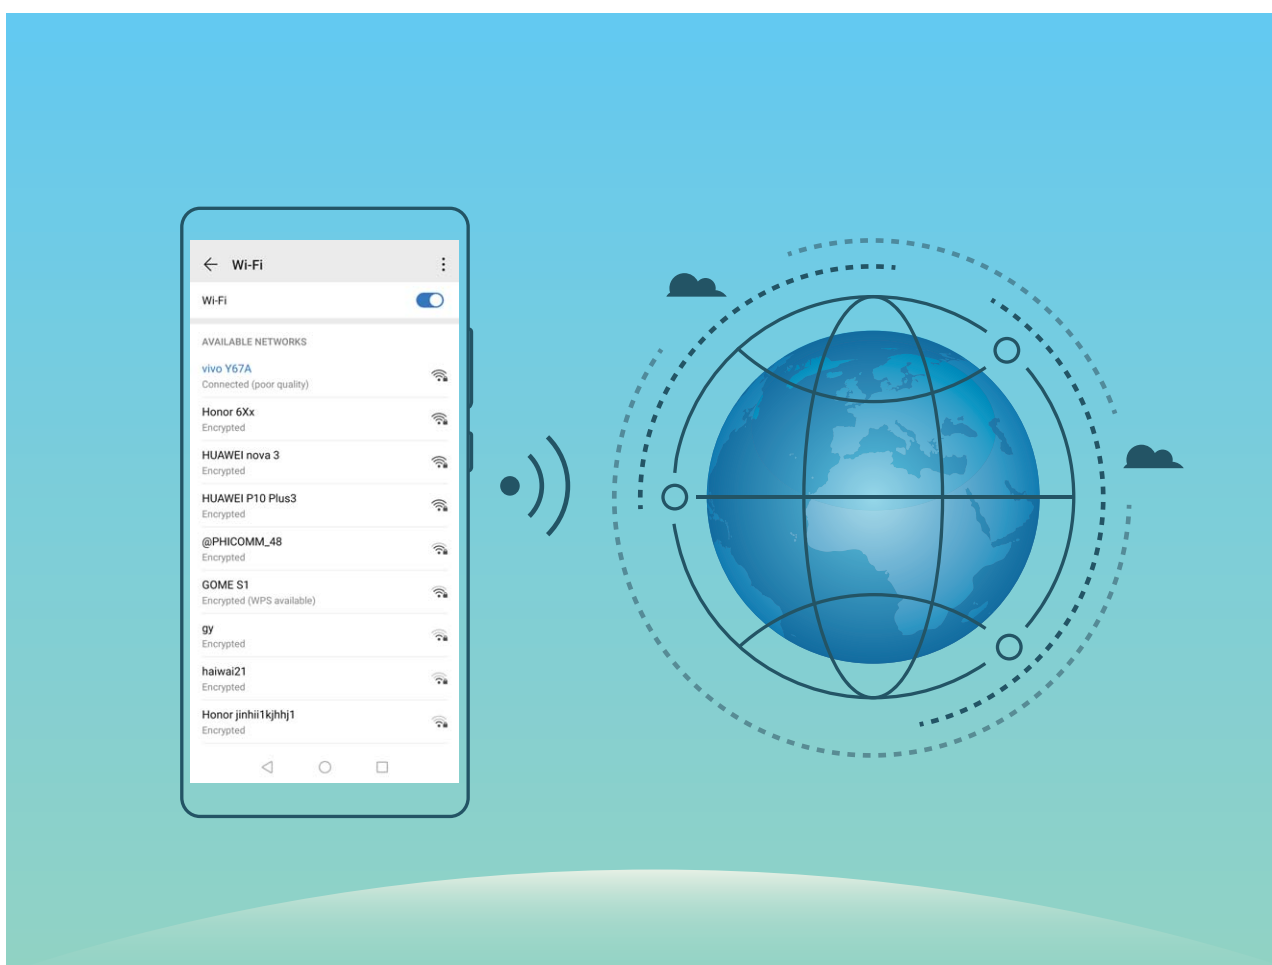 Wi-Fi
Wi-Fi
AVAILABLE NETWORKS
vivo Y67A
Connected (poor quality)
Honor 6Xx
Encrypted
HUAWEI nova 3
Encrypted
HUAWEI P10 Plus3
Encrypted
@PHICOMM_48
Encrypted
GOME S1
Encrypted (WPS available)
gy
Encrypted
haiwai21
Encrypted
Honor jinhii1kjhhj1
Encrypted